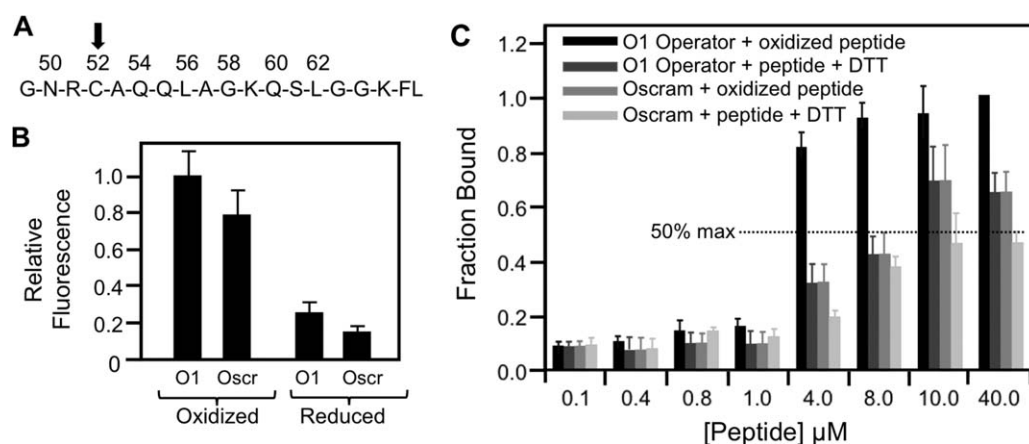 A
50 52 54 56 58 60 62
G-N-R-C-A-Q-Q-L-A-G-K-Q-S-L-G-G-K-FL
B
Relative
Fluorescence
1.0
0.8
0.6
0.4
0.2
0
O1 Oscr O1 Oscr
Oxidized Reduced
C
Fraction Bound
1.2
1.0
0.8
0.6
0.4
0.2
0.0
O1 Operator + oxidized peptide
O1 Operator + peptide + DTT
Oscram + oxidized peptide
Oscram + peptide + DTT
50% max
0.1 0.4 0.8 1.0 4.0 8.0 10.0 40.0
[Peptide] µM